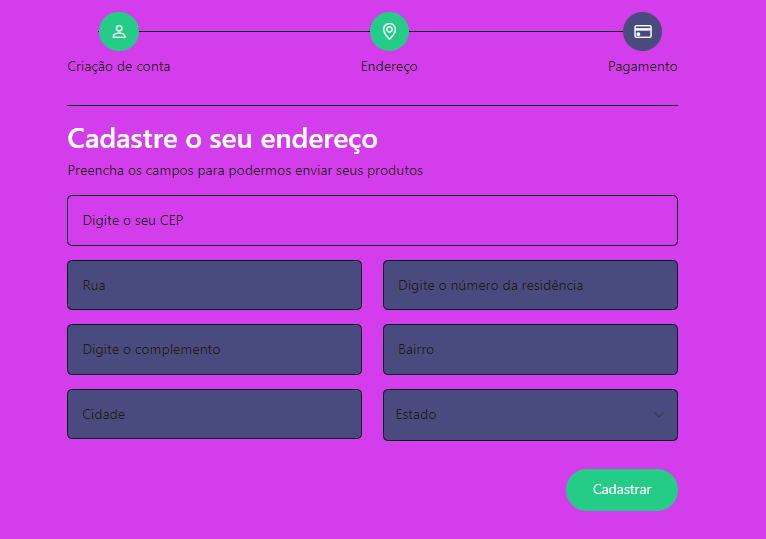 Criação de conta
Endereço
Pagamento
Cadastre o seu endereço
Preencha os campos para podermos enviar seus produtos
Digite o seu CEP
Rua
Digite o número da residência
Digite o complemento
Bairro
Cidade
Estado
Cadastrar